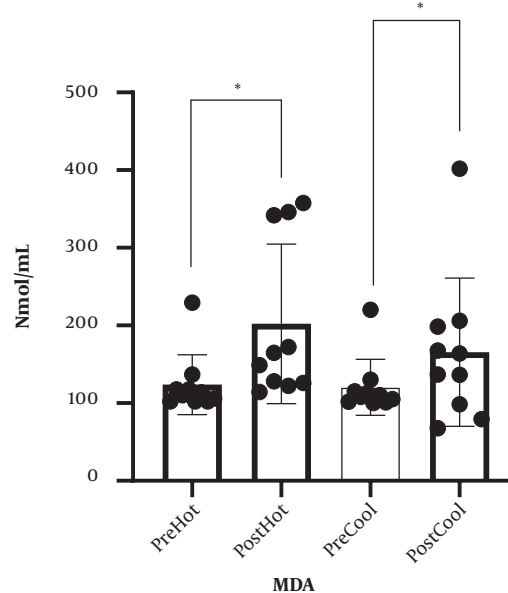 *
*
500
400
300
200
100
0
Nmol/mL
PreHot
PostHot
PreCool
PostCool
MDA